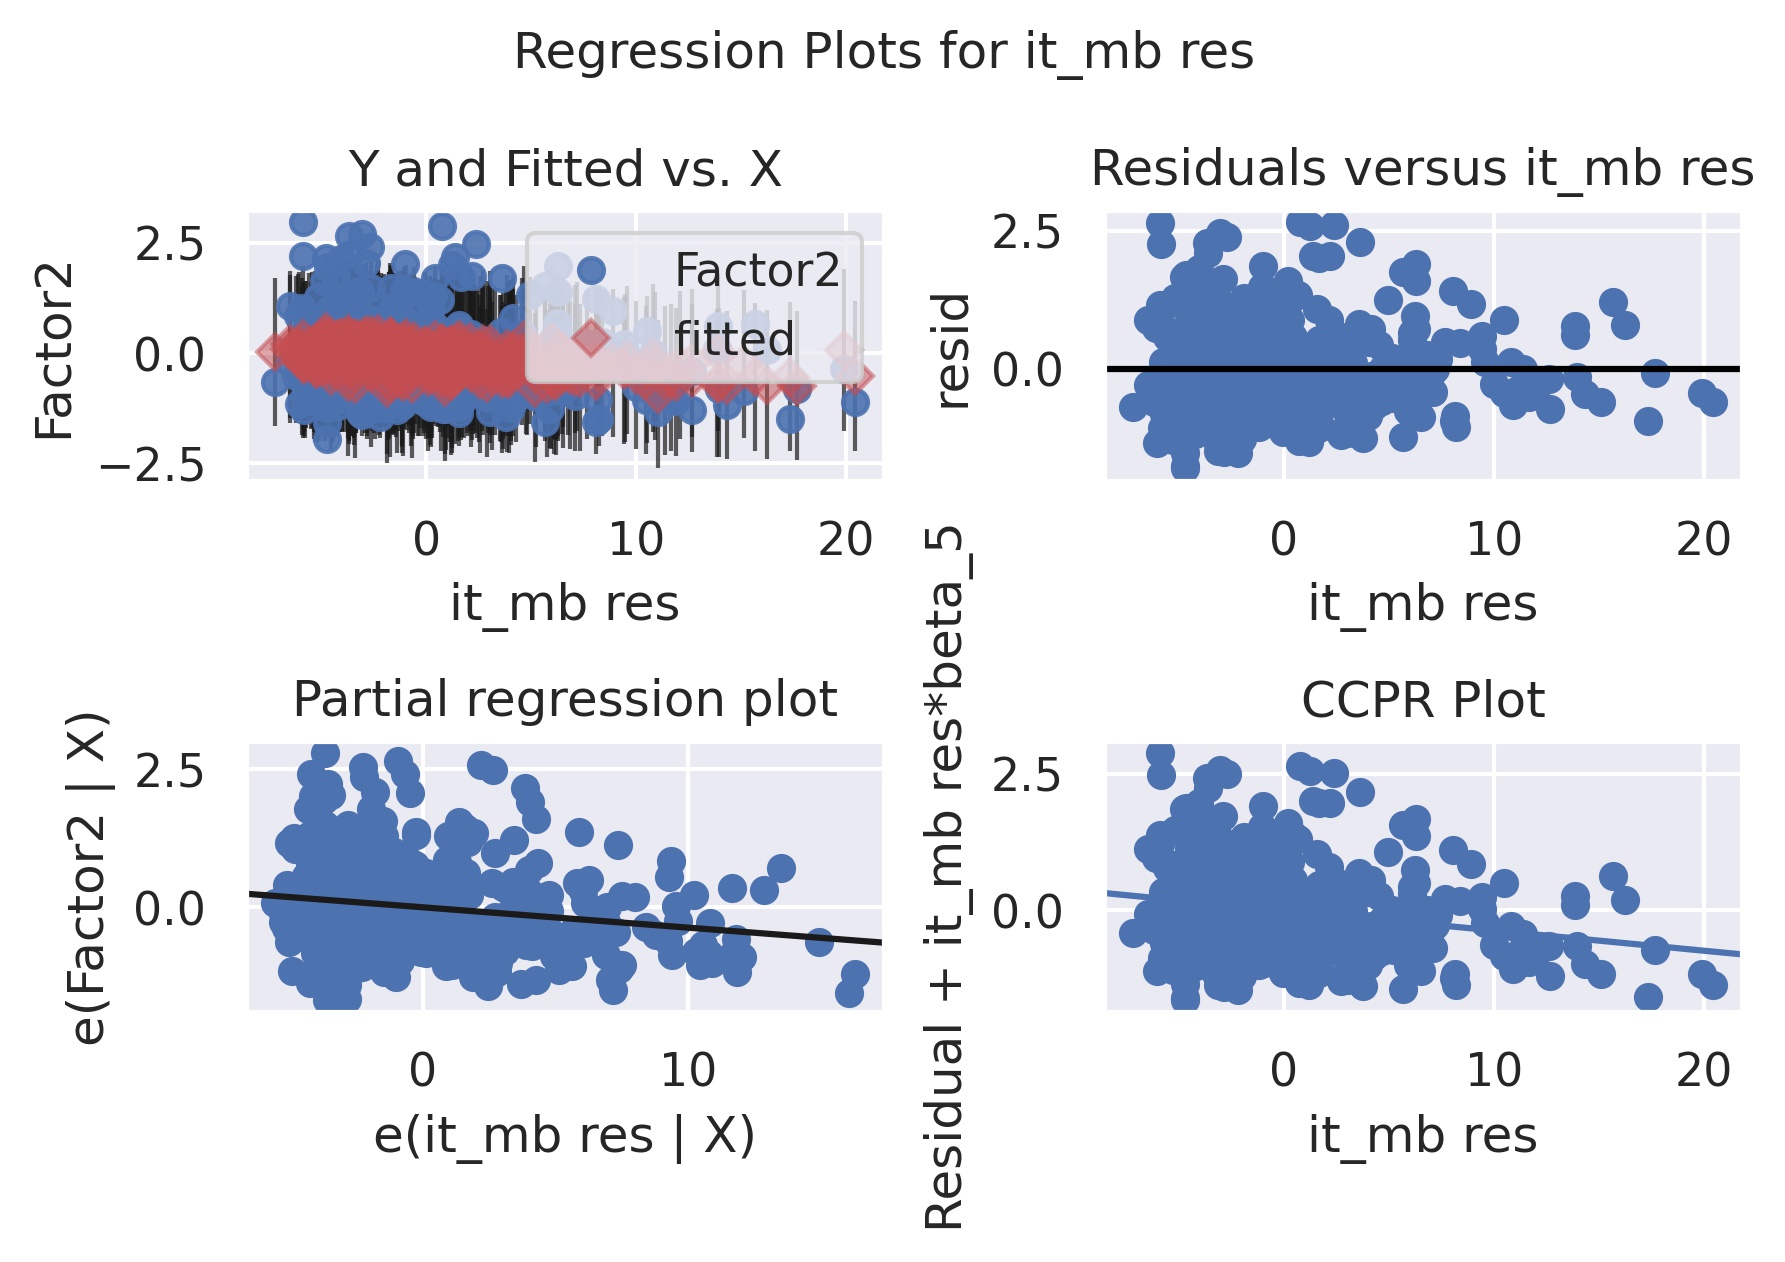 Regression Plots for it_mb res
Y and Fitted vs. X
Factor2
2.5
0.0
−2.5
Factor2
fitted
0
10
20
it_mb res
Residuals versus it_mb res
resid
2.5
0.0
0
10
20
it_mb res
Partial regression plot
e(Factor2 | X)
2.5
0.0
0
10
e(it_mb res | X)
CCPR Plot
Residual + it_mb res*beta_5
2.5
0.0
0
10
20
it_mb res